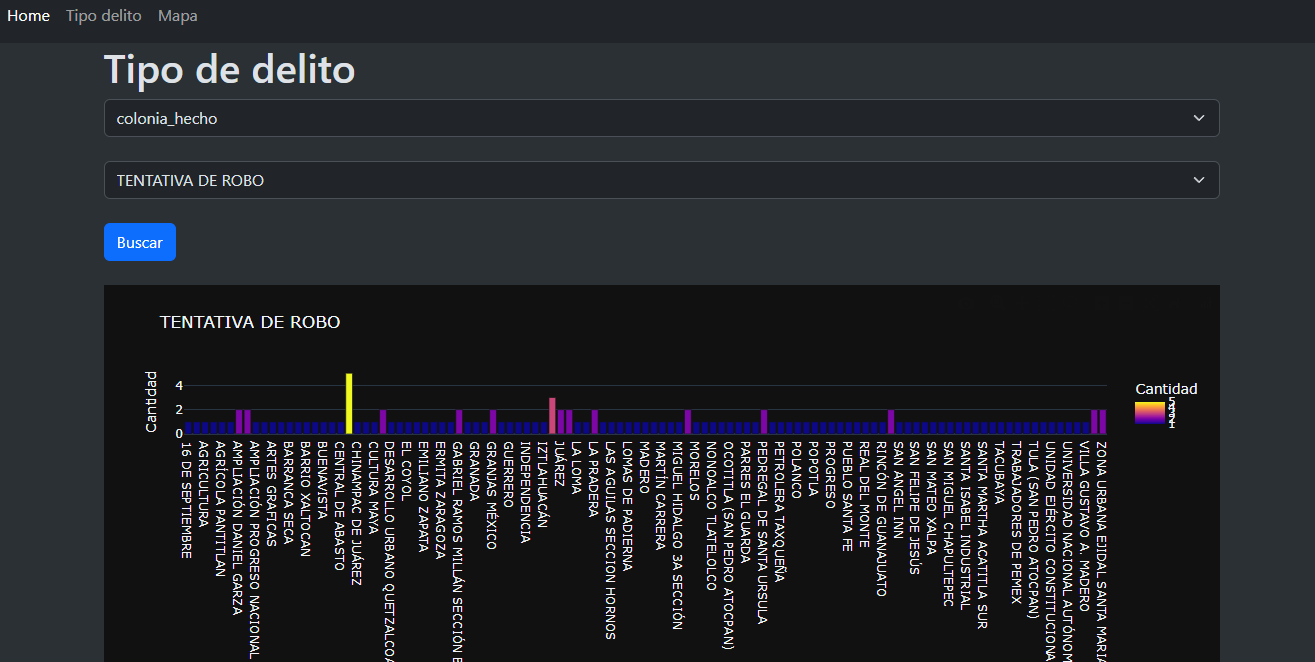 Home Tipo delito Mapa
Tipo de delito
colonia_hecho
TENTATIVA DE ROBO
Buscar
TENTATIVA DE ROBO
Cantidad
4
2
0
Cantidad
5
4
3
2
1
16 DE SEPTIEMBRE
AGRICULTURA
AGRÍCOLA PANTITLAN
AMPLIACIÓN DANIEL GARZA
AMPLIACIÓN PROGRESO NACIONAL
ARTES GRAFICAS
BARRANCA SECA
BARRIO XALTOCAN
BUENAVISTA
CENTRAL DE ABASTO
CHINAMPAC DE JUÁREZ
CULTURA MAYA
DESARROLLO URBANO QUETZALCOA
EL COYOL
EMILIANO ZAPATA
ERMITA ZARAGOZA
GABRIEL RAMOS MILLÁN SECCIÓN
GRANADA
GRANJAS MÉXICO
GUERRERO
INDEPENDENCIA
IZTLAHUACÁN
JUÁREZ
LA LOMA
LA PRADERA
LAS AGUILAS SECCION HORNOS
LOMAS DE PADIERNA
MADERO
MARTÍN CARRERA
MIGUEL HIDALGO 3A SECCIÓN
MORELOS
NONOALCO TLATELOLCO
OCOTITLA (SAN PEDRO ATOCPAN)
PARRES EL GUARDA
PEDREGAL DE SANTA URSULA
PETROLERA TAXQUEÑA
POLANCO
POPOTLA
PROGRESO
PUEBLO SANTA FE
REAL DEL MONTE
RINCÓN DE GUANAJUATO
SAN ANGEL INN
SAN FELIPE DE JESÚS
SAN MATEO XALPA
SAN MIGUEL CHAPULTEPEC
SANTA ISABEL INDUSTRIAL
SANTA MARTHA ACATITLA SUR
TACUBAYA
TRABAJADORES DE PEMEX
TULA (SAN PEDRO ATOCPAN)
UNIDAD EJÉRCITO CONSTITUCIONA
UNIVERSIDAD NACIONAL AUTÓNOM
VILLA GUSTAVO A. MADERO
ZONA URBANA EJIDAL SANTA MARIA